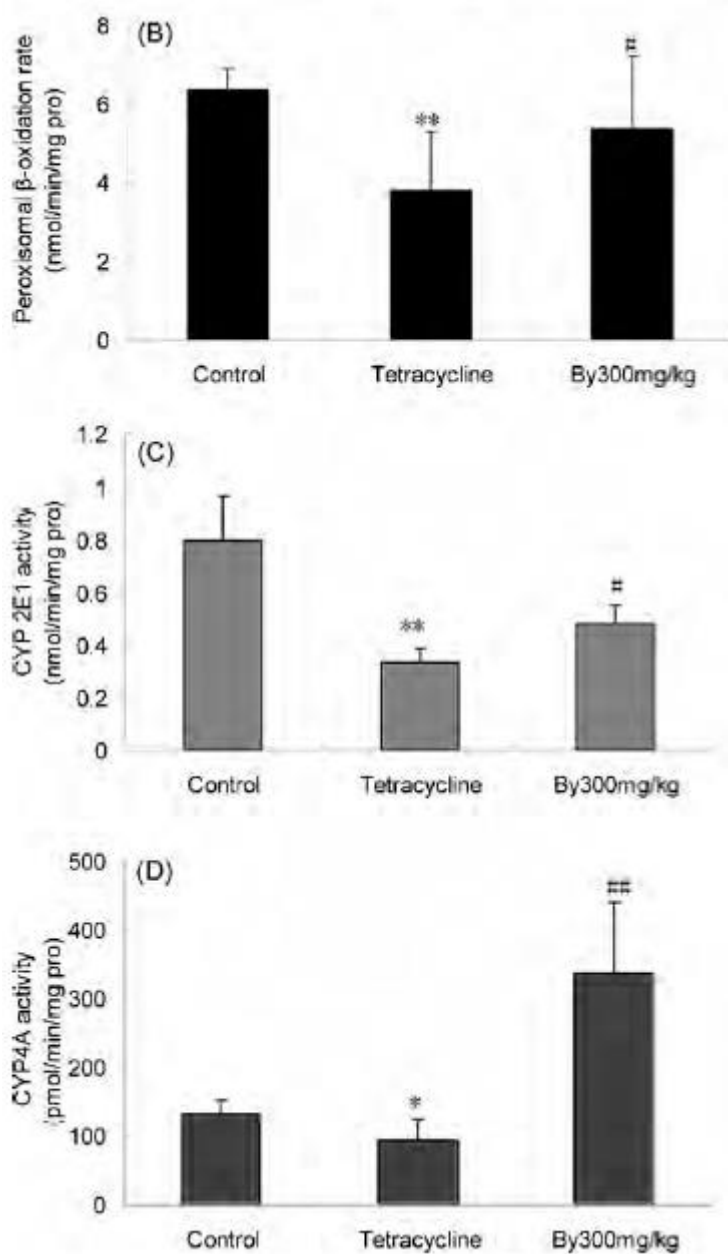 (B)
Peroxisomal β-oxidation rate
(nmol/min/mg pro)
8
6
4
2
0
**
#
Control Tetracycline By300mg/kg
(C)
CYP 2E1 activity
(nmol/min/mg pro)
1.2
1
0.8
0.6
0.4
0.2
0
**
#
Control Tetracycline By300mg/kg
(D)
CYP4A activity
(pmol/min/mg pro)
500
400
300
200
100
0
*
##
Control Tetracycline By300mg/kg